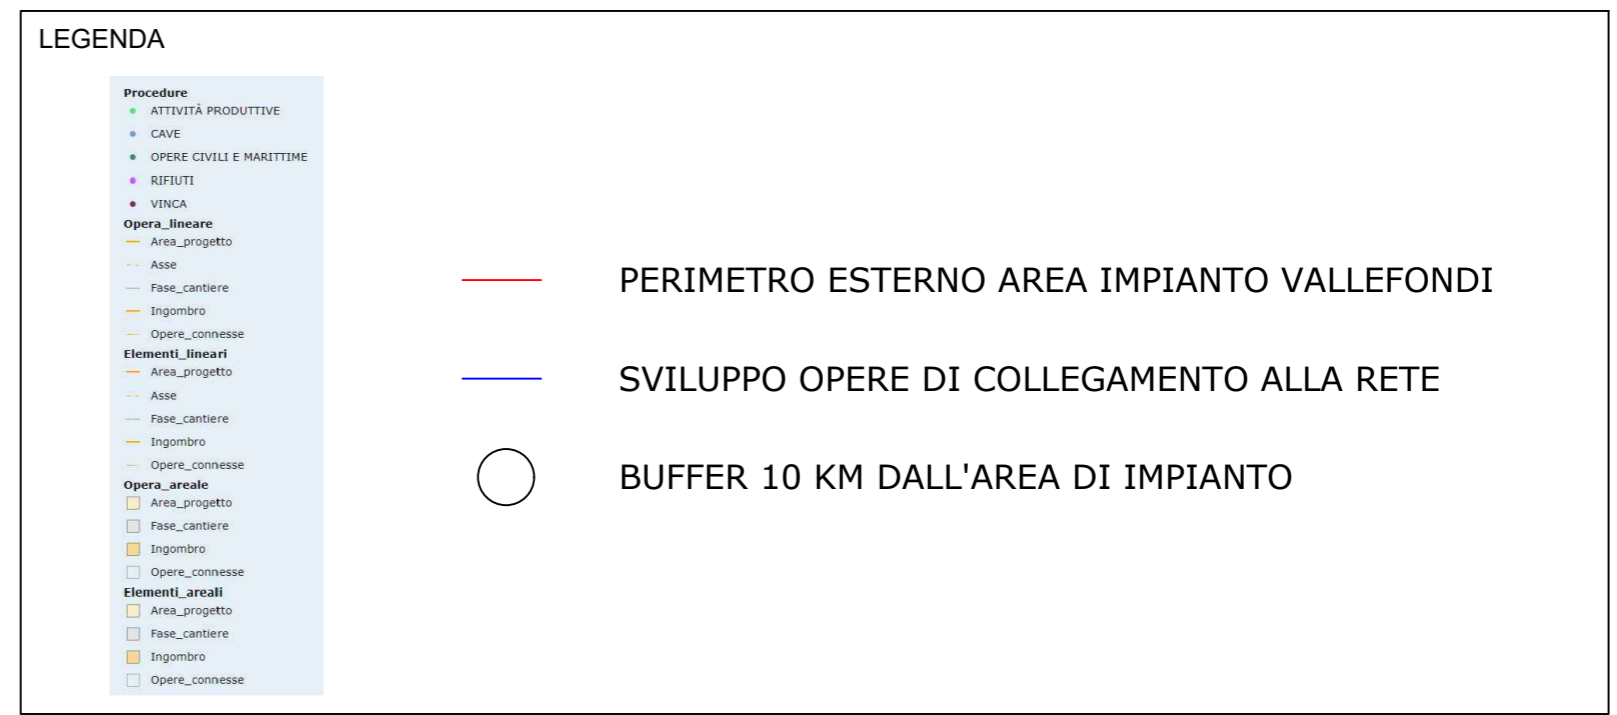 LEGENDA
Procedure
ATTIVITÀ PRODUTTIVE
CAVE
OPERE CIVILI E MARITTIME
RIFIUTI
VINCA
Opera_lineare
Area_progetto
Asse
Fase_cantiere
Ingombro
Opere_connesse
Elementi_lineari
Area_progetto
Asse
Fase_cantiere
Ingombro
Opere_connesse
Opera_areale
Area_progetto
Fase_cantiere
Ingombro
Opere_connesse
Elementi_areali
Area_progetto
Fase_cantiere
Ingombro
Opere_connesse
PERIMETRO ESTERNO AREA IMPIANTO VALLEFONDI
SVILUPPO OPERE DI COLLEGAMENTO ALLA RETE
BUFFER 10 KM DALL'AREA DI IMPIANTO